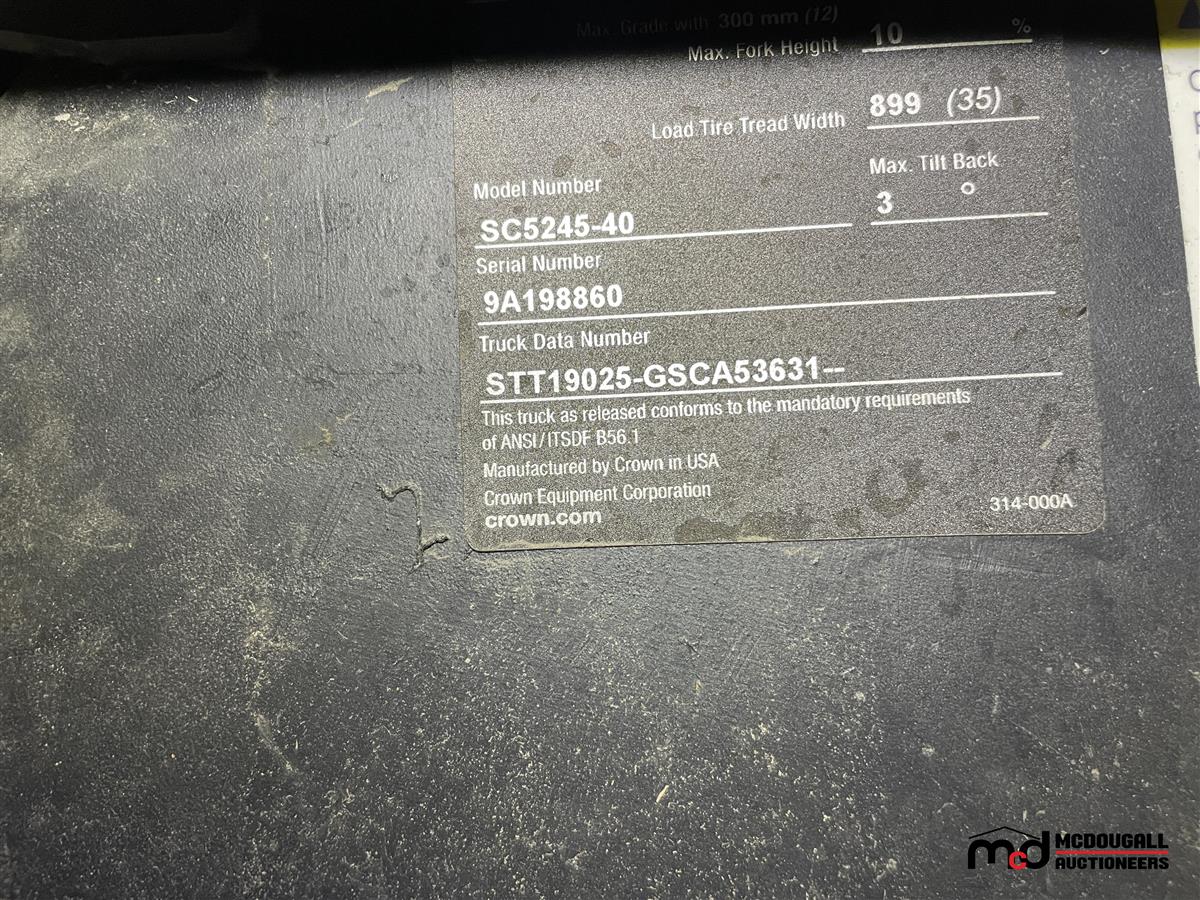 Max. Grade with 300 mm (12)
Max. Fork Height 10 %
Load Tire Tread Width 899 (35)
Model Number Max. Tilt Back
SC5245-40 3 °
Serial Number
9A198860
Truck Data Number
STT19025-GSCA53631--
This truck as released conforms to the mandatory requirements
of ANSI/ITSDF B56.1
Manufactured by Crown in USA
Crown Equipment Corporation
crown.com 314-000A
mcd MCDOUGALL
AUCTIONEERS